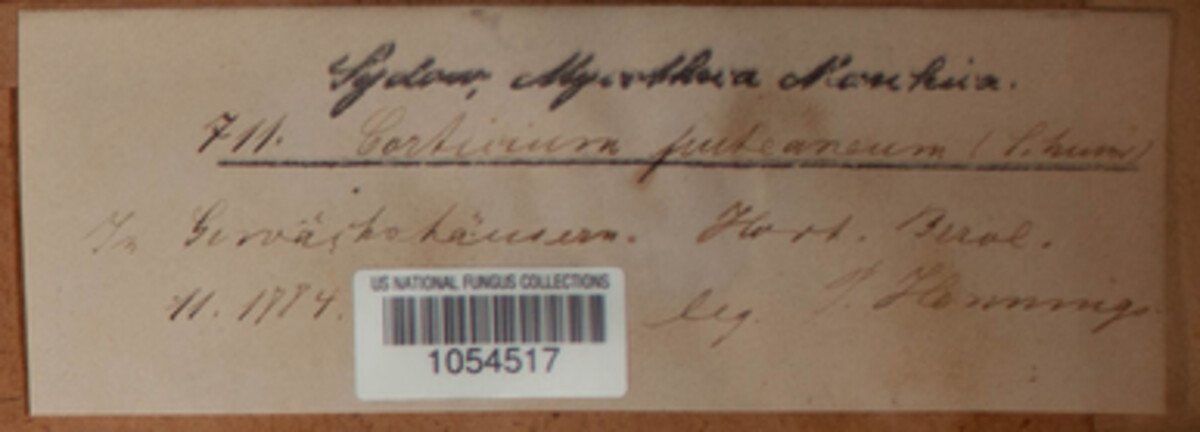 Sydow, Mycotheca Marchica.
711. Corticium puteaneum (Schum)
In Gewächshäusern. Hort. Berol.
11. 1884. leg. P. Hennings.
US NATIONAL FUNGUS COLLECTIONS
1054517